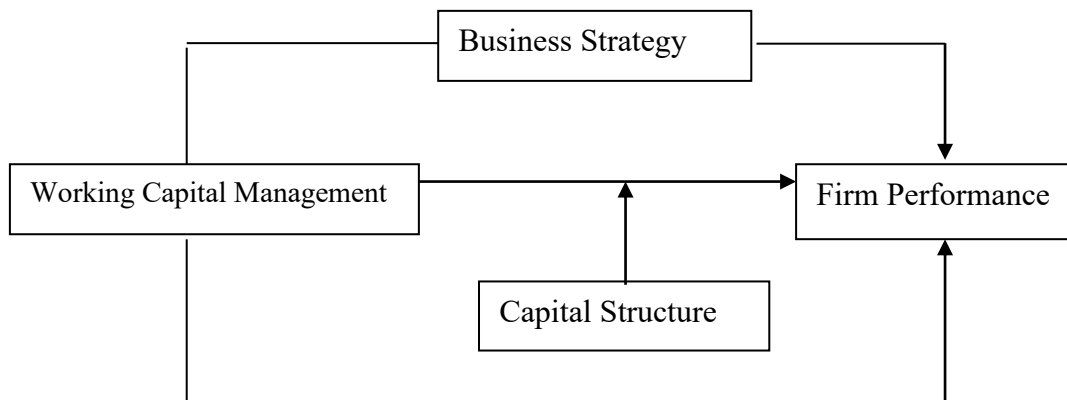 Business Strategy
Working Capital Management
Firm Performance
Capital Structure